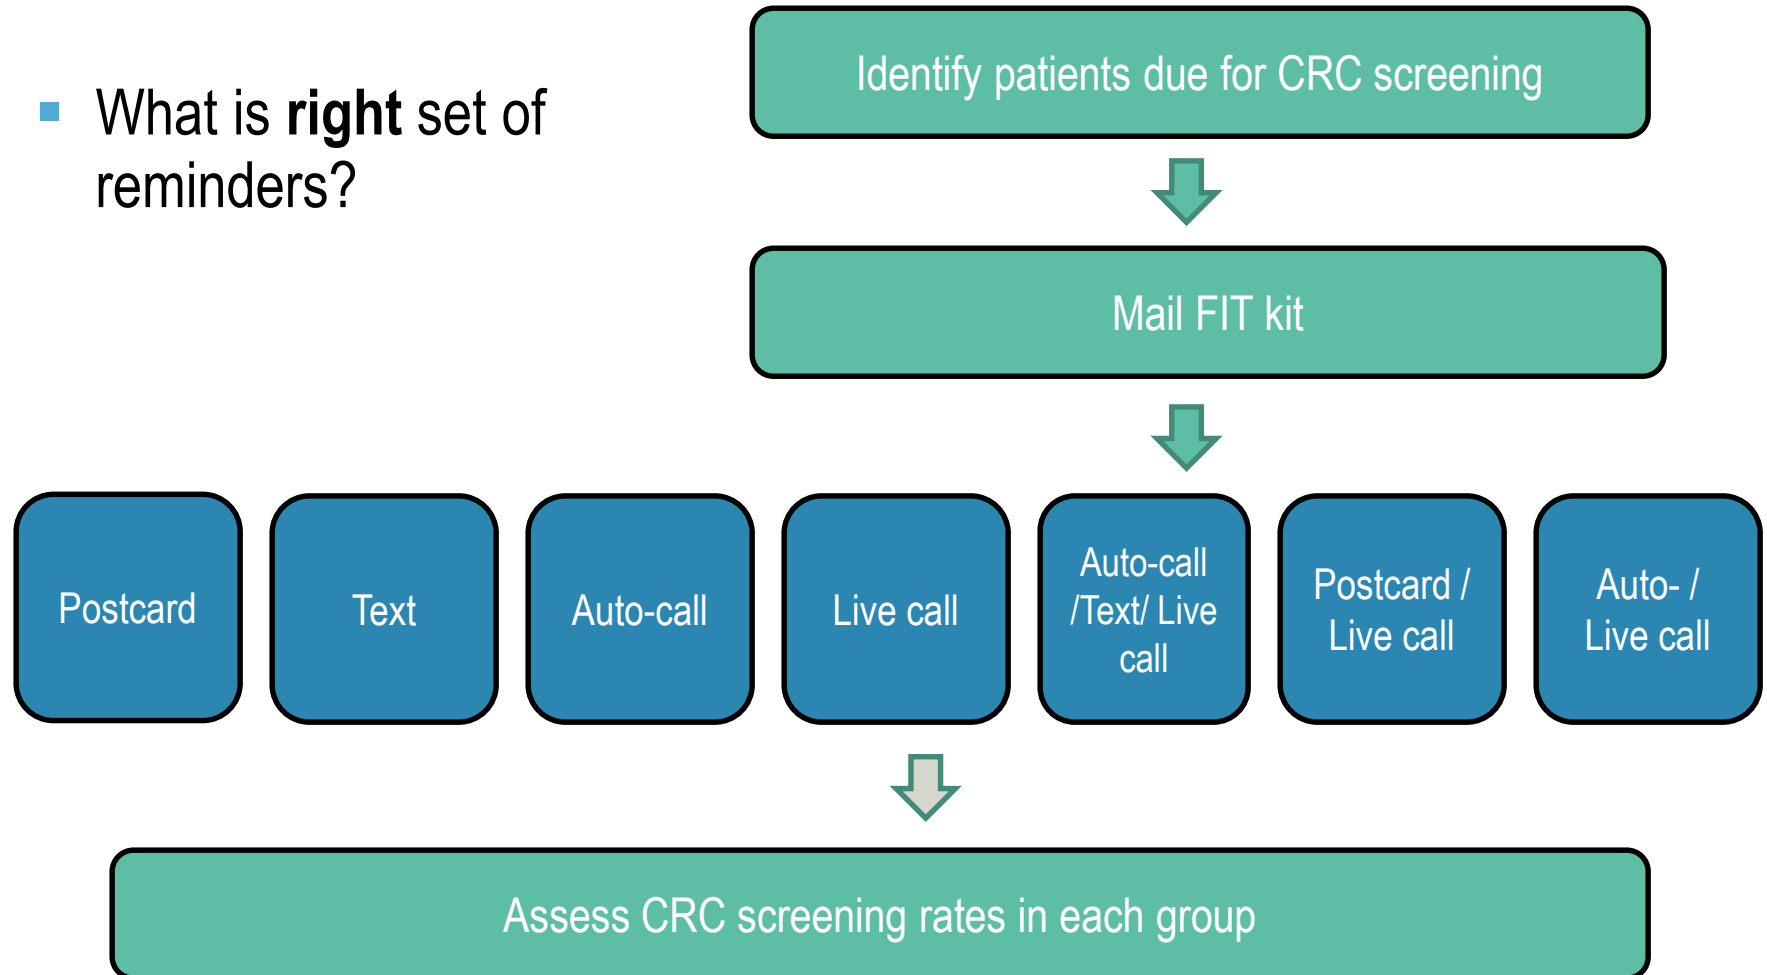 What is right set of
reminders?
Identify patients due for CRC screening
Mail FIT kit
Postcard
Text
Auto-call
Live call
Auto-call
/Text/ Live
call
Postcard /
Live call
Auto- /
Live call
Assess CRC screening rates in each group